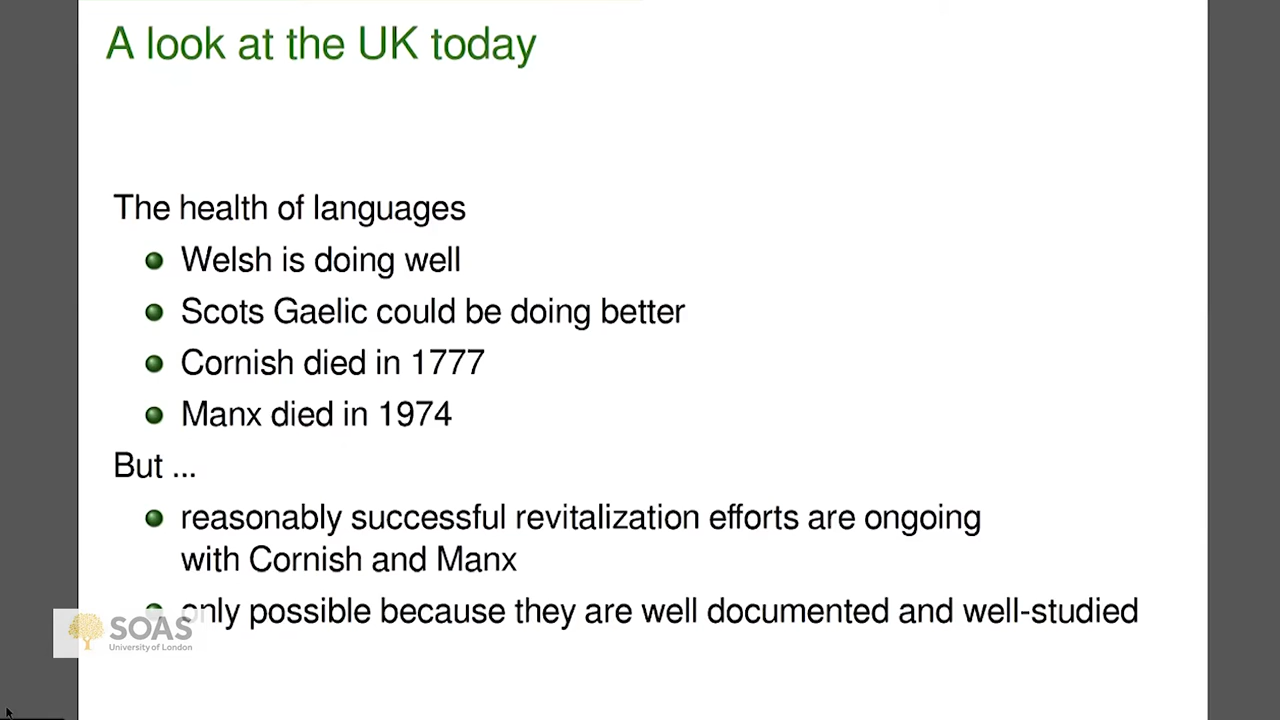 A look at the UK today
The health of languages
Welsh is doing well
Scots Gaelic could be doing better
Cornish died in 1777
Manx died in 1974
But ...
reasonably successful revitalization efforts are ongoing
with Cornish and Manx
only possible because they are well documented and well-studied
SOAS
University of London